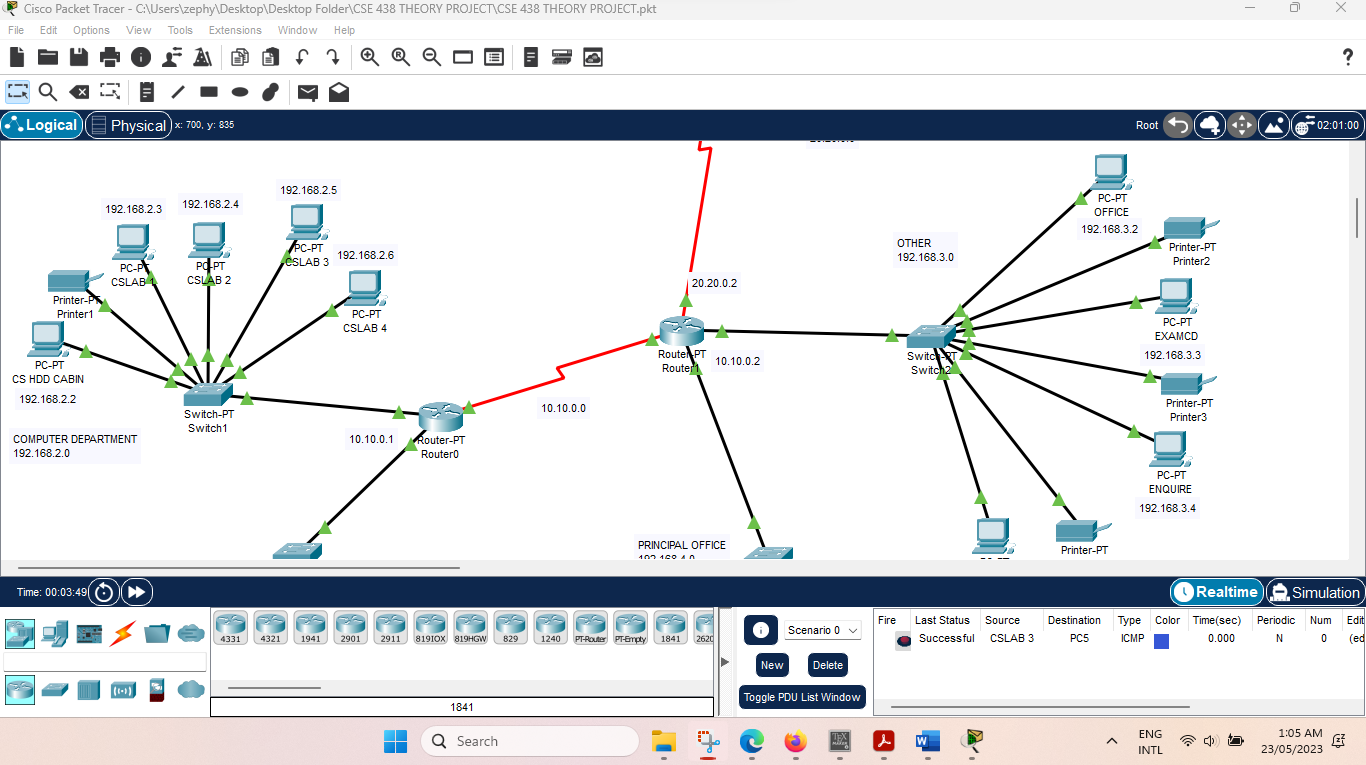 Cisco Packet Tracer - C:\Users\zephy\Desktop\Desktop Folder\CSE 438 THEORY PROJECT\CSE 438 THEORY PROJECT.pkt
File Edit Options View Tools Extensions Window Help
Logical Physical x: 700, y: 835 Root 02:01:00
192.168.2.3
192.168.2.4
192.168.2.5
192.168.2.6
PC-PT
CSLAB 1
PC-PT
CSLAB 2
PC-PT
CSLAB 3
PC-PT
CSLAB 4
Printer-PT
Printer1
PC-PT
CS HDD CABIN
192.168.2.2
Switch-PT
Switch1
COMPUTER DEPARTMENT
192.168.2.0
10.10.0.1
Router-PT
Router0
10.10.0.0
20.20.0.2
Router-PT
Router1
10.10.0.2
OTHER
192.168.3.0
Switch-PT
Switch2
PC-PT
OFFICE
192.168.3.2
Printer-PT
Printer2
PC-PT
EXAMCD
192.168.3.3
Printer-PT
Printer3
PC-PT
ENQUIRE
192.168.3.4
Printer-PT
PRINCIPAL OFFICE
192.168.4.0
Time: 00:03:49 Realtime Simulation
4331 4321 1941 2901 2911 819IOX 819HGW 829 1240 PT-Router PT-Empty 1841 2620
1841
Scenario 0
New Delete
Toggle PDU List Window
Fire Last Status Source Destination Type Color Time(sec) Periodic Num Edit
Successful CSLAB 3 PC5 ICMP 0.000 N 0 (ed
Search
ENG
INTL
1:05 AM
23/05/2023